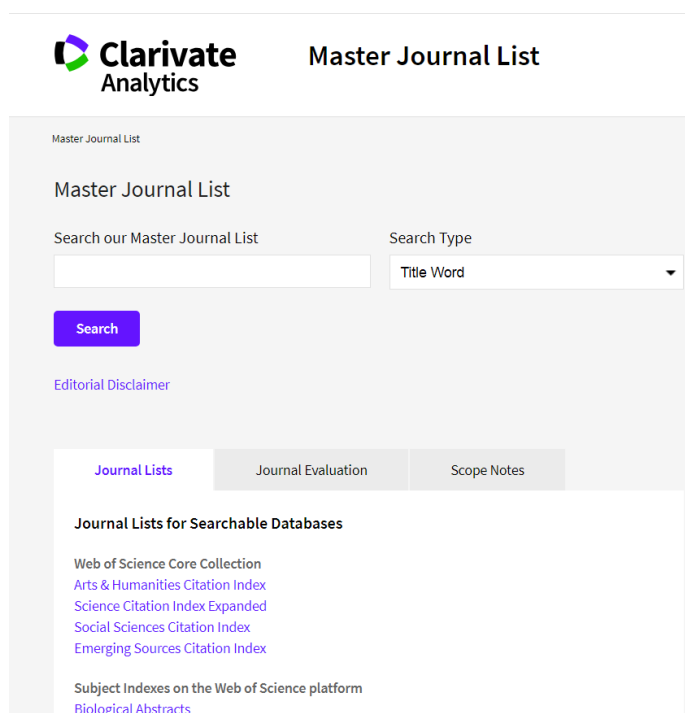 Clarivate
Analytics
Master Journal List
Master Journal List
Master Journal List
Search our Master Journal List
Search Type
Title Word
Search
Editorial Disclaimer
Journal Lists
Journal Evaluation
Scope Notes
Journal Lists for Searchable Databases
Web of Science Core Collection
Arts & Humanities Citation Index
Science Citation Index Expanded
Social Sciences Citation Index
Emerging Sources Citation Index
Subject Indexes on the Web of Science platform
Biological Abstracts